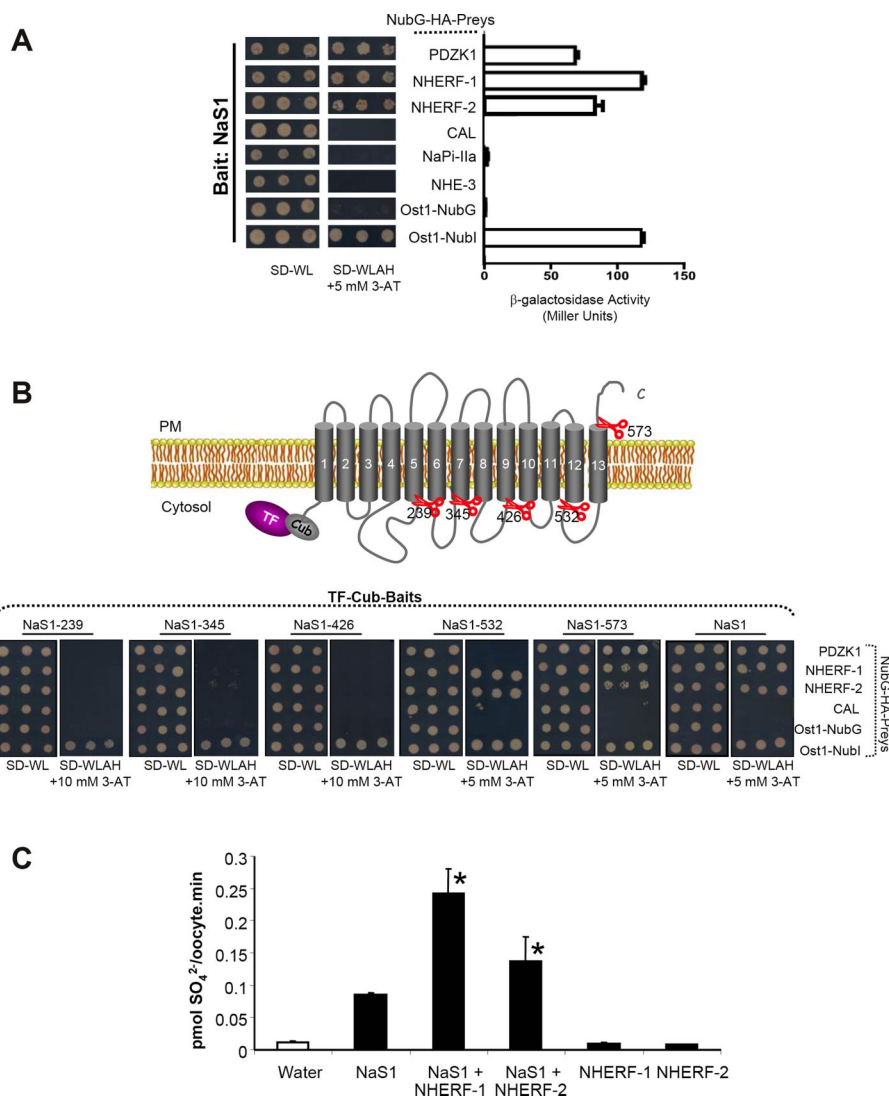 A
NubG-HA-Preys
Bait: NaS1
PDZK1
NHERF-1
NHERF-2
CAL
NaPi-IIa
NHE-3
Ost1-NubG
Ost1-NubI
SD-WL
SD-WLAH
+5 mM 3-AT
0 50 100 150
β-galactosidase Activity
(Miller Units)
B
PM
Cytosol
TF
Cub
1 2 3 4 5 6 7 8 9 10 11 12 13
C
573
239 345 426 532
TF-Cub-Baits
NaS1-239 NaS1-345 NaS1-426 NaS1-532 NaS1-573 NaS1
PDZK1
NHERF-1
NHERF-2
CAL
Ost1-NubG
Ost1-NubI
NubG-HA-Preys
SD-WL SD-WLAH SD-WL SD-WLAH SD-WL SD-WLAH SD-WL SD-WLAH SD-WL SD-WLAH SD-WL SD-WLAH
+10 mM 3-AT +10 mM 3-AT +10 mM 3-AT +5 mM 3-AT +5 mM 3-AT +5 mM 3-AT
C
pmol SO₄²⁻/oocyte.min
0.3
0.25
0.2
0.15
0.1
0.05
0
*
*
Water NaS1 NaS1 + NaS1 + NHERF-1 NHERF-2
NHERF-1 NHERF-2